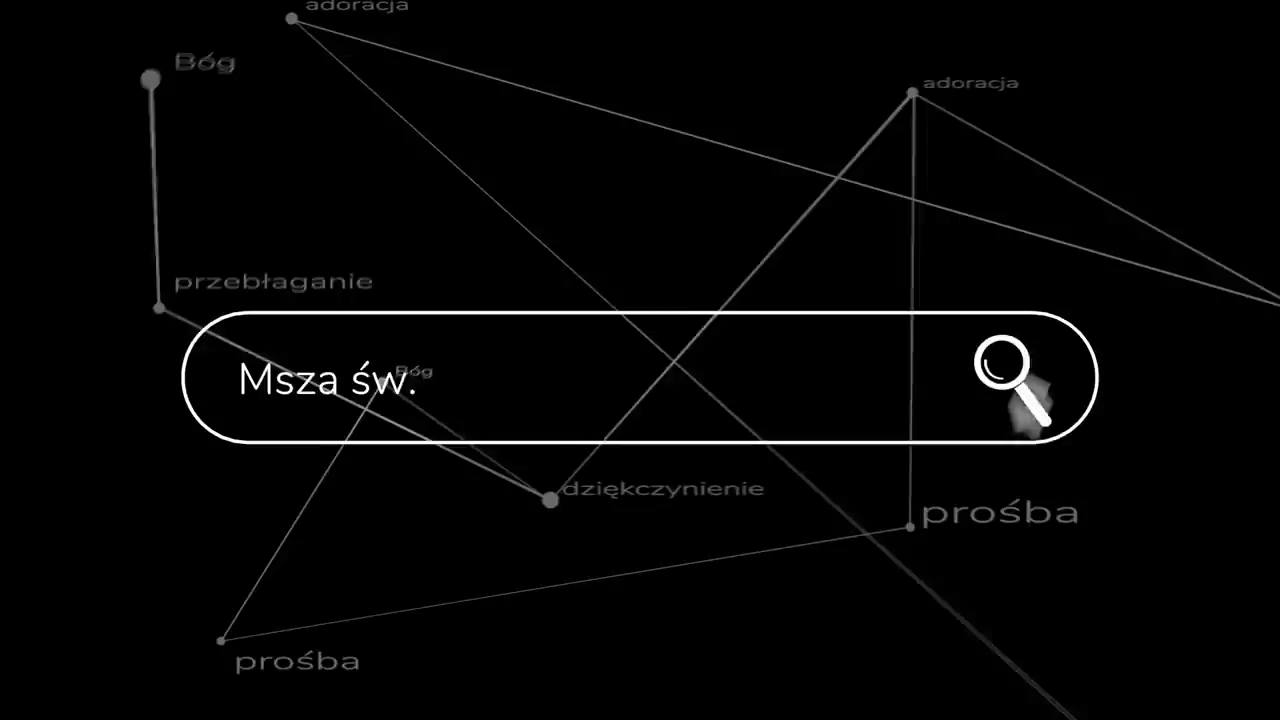 adoracja
Bóg
adoracja
przebłaganie
Bóg
Msza św.
dziękczynienie
prośba
prośba